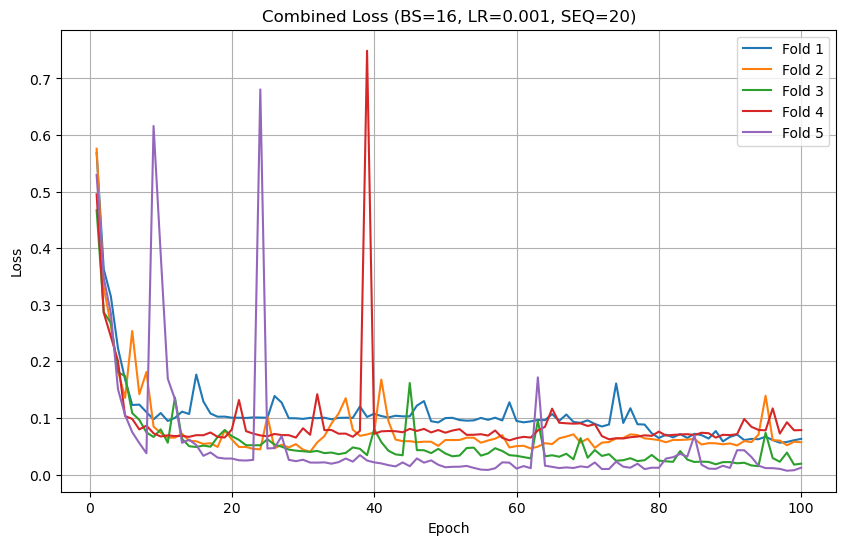 Combined Loss (BS=16, LR=0.001, SEQ=20)
Fold 1
Fold 2
Fold 3
Fold 4
Fold 5
Loss
0.7
0.6
0.5
0.4
0.3
0.2
0.1
0.0
0
20
40
60
80
100
Epoch